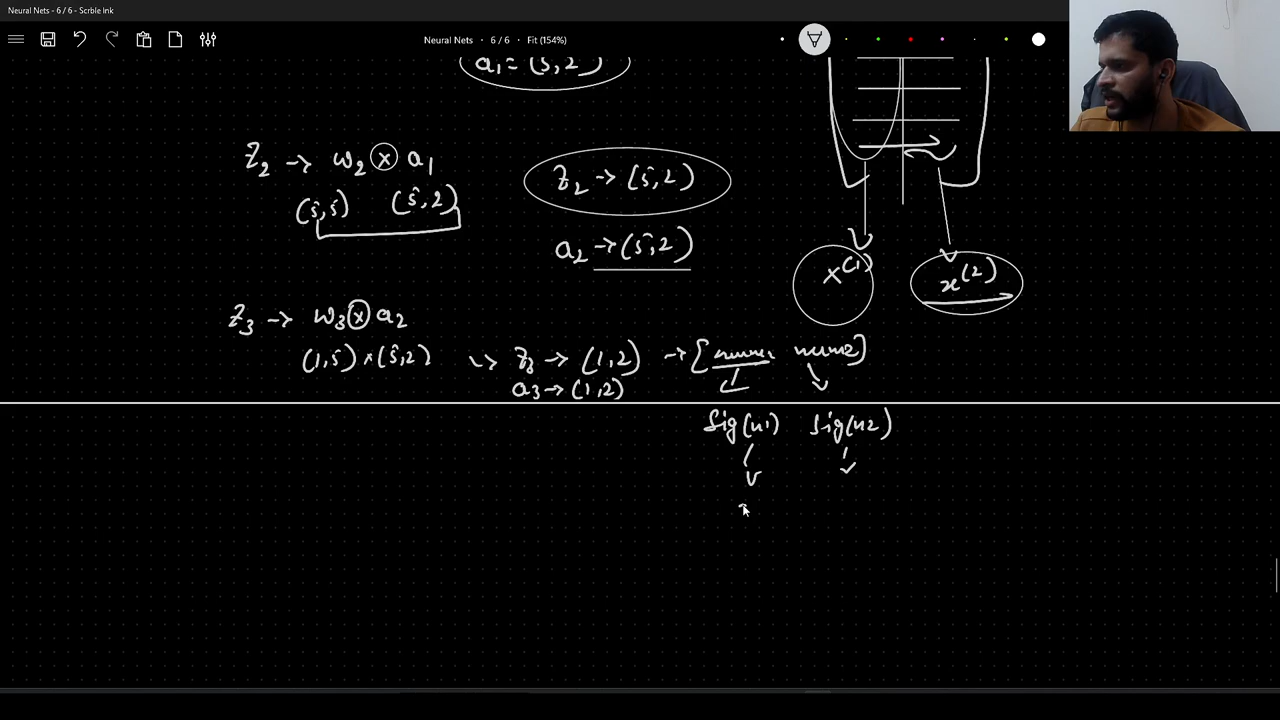 Neural Nets - 6 / 6 - Scrble Ink
Neural Nets • 6 / 6 • Fit (154%)
a1 = (5,2)
Z2 → w2 ⊗ a1
(5,5) (5,2)
Z2 → (5,2)
a2 → (5,2)
x^(1)
x^(2)
Z3 → w3 ⊗ a2
(1,5) × (5,2) ↳ Z3 → (1,2) → [num1 num2]
a3 → (1,2)
Sig(n1) Sig(n2)